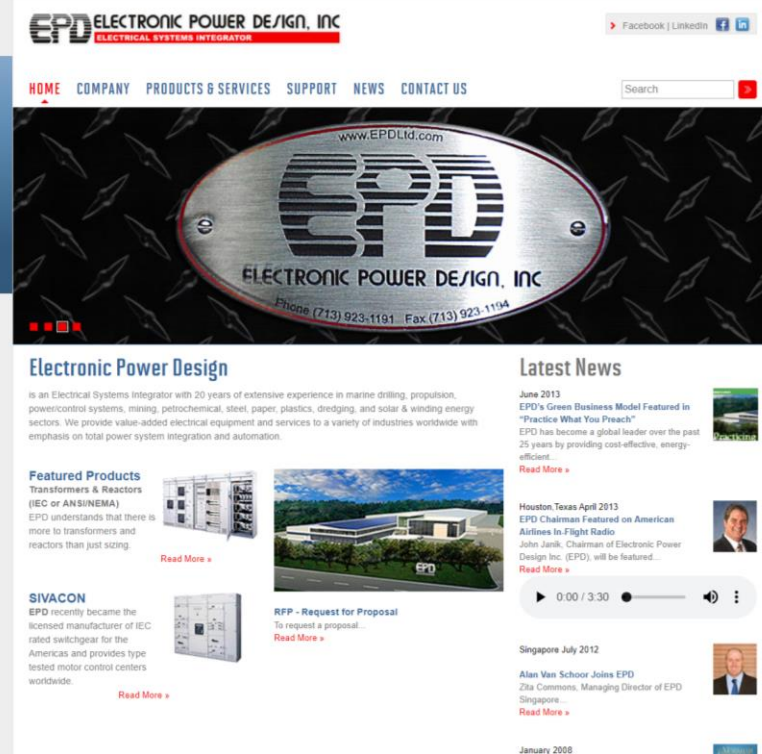 EPD ELECTRONIC POWER DESIGN, INC
ELECTRICAL SYSTEMS INTEGRATOR
Facebook | LinkedIn
HOME COMPANY PRODUCTS & SERVICES SUPPORT NEWS CONTACT US
Search
www.EPDLtd.com
EPD
ELECTRONIC POWER DESIGN, INC
Phone (713) 923-1191 Fax (713) 923-1194
Electronic Power Design
is an Electrical Systems Integrator with 20 years of extensive experience in marine drilling, propulsion,
power/control systems, mining, petrochemical, steel, paper, plastics, dredging, and solar & winding energy
sectors. We provide value-added electrical equipment and services to a variety of industries worldwide with
emphasis on total power system integration and automation.
Featured Products
Transformers & Reactors
(IEC or ANSI/NEMA)
EPD understands that there is
more to transformers and
reactors than just sizing.
Read More »
SIVACON
EPD recently became the
licensed manufacturer of IEC
rated switchgear for the
Americas and provides type
tested motor control centers
worldwide.
Read More »
EPD
RFP - Request for Proposal
To request a proposal...
Read More »
Latest News
June 2013
EPD's Green Business Model Featured in
"Practice What You Preach"
EPD has become a global leader over the past
25 years by providing cost-effective, energy-
efficient...
Read More »
Practicing
Houston,Texas April 2013
EPD Chairman Featured on American
Airlines In-Flight Radio
John Janik, Chairman of Electronic Power
Design Inc. (EPD), will be featured...
Read More »
0:00 / 3:30
Singapore July 2012
Alan Van Schoor Joins EPD
Zita Commons, Managing Director of EPD
Singapore...
Read More »
January 2008